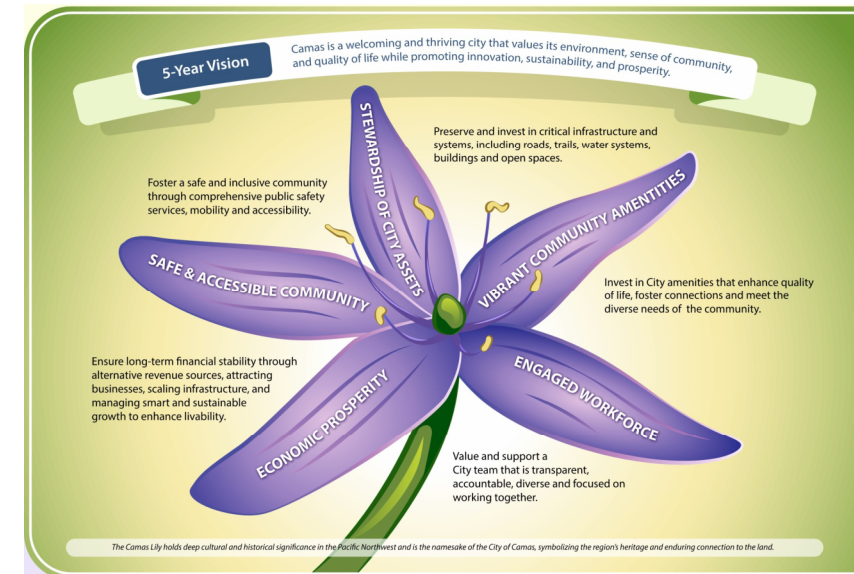 5-Year Vision
Camas is a welcoming and thriving city that values its environment, sense of community,
and quality of life while promoting innovation, sustainability, and prosperity.
STEWARDSHIP OF CITY ASSETS
Preserve and invest in critical infrastructure and
systems, including roads, trails, water systems,
buildings and open spaces.
Foster a safe and inclusive community
through comprehensive public safety
services, mobility and accessibility.
VIBRANT COMMUNITY AMENTITIES
SAFE & ACCESSIBLE COMMUNITY
Invest in City amenities that enhance quality
of life, foster connections and meet the
diverse needs of the community.
Ensure long-term financial stability through
alternative revenue sources, attracting
businesses, scaling infrastructure, and
managing smart and sustainable
growth to enhance livability.
ECONOMIC PROSPERITY
ENGAGED WORKFORCE
Value and support a
City team that is transparent,
accountable, diverse and focused on
working together.
The Camas Lily holds deep cultural and historical significance in the Pacific Northwest and is the namesake of the City of Camas, symbolizing the region's heritage and enduring connection to the land.